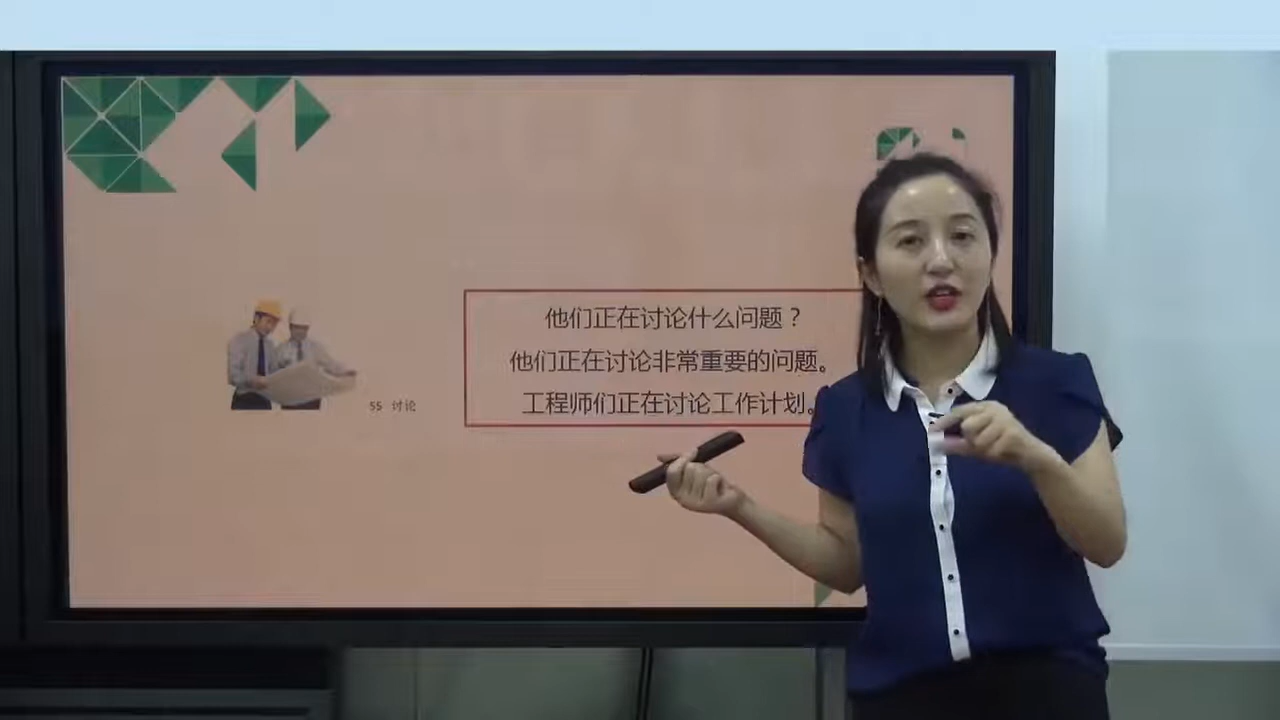 他们正在讨论什么问题？
他们正在讨论非常重要的问题。
工程师们正在讨论工作计划。
55 讨论